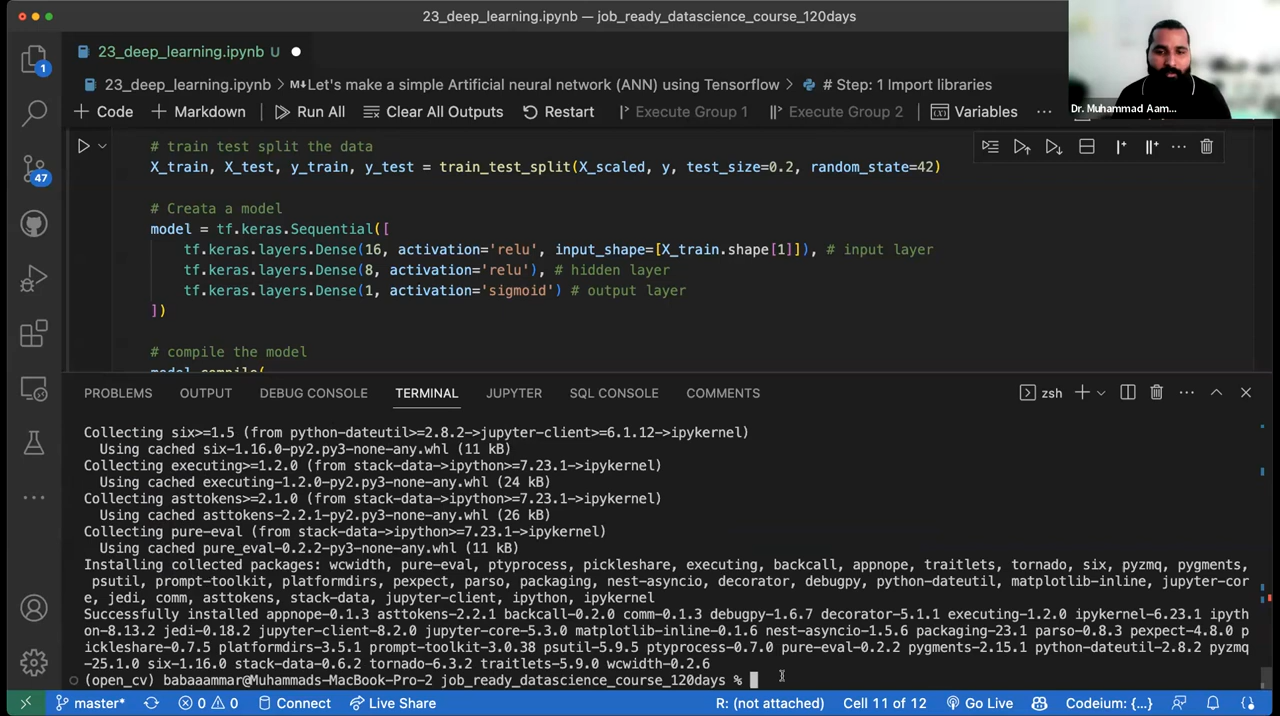 23_deep_learning.ipynb — job_ready_datascience_course_120days
23_deep_learning.ipynb U
23_deep_learning.ipynb > M↓Let's make a simple Artificial neural network (ANN) using Tensorflow > # Step: 1 Import libraries
+ Code + Markdown Run All Clear All Outputs Restart Execute Group 1 Execute Group 2 Variables ...
Dr. Muhammad Aam...
1
47
# train test split the data
X_train, X_test, y_train, y_test = train_test_split(X_scaled, y, test_size=0.2, random_state=42)
# Creata a model
model = tf.keras.Sequential([
tf.keras.layers.Dense(16, activation='relu', input_shape=[X_train.shape[1]]), # input layer
tf.keras.layers.Dense(8, activation='relu'), # hidden layer
tf.keras.layers.Dense(1, activation='sigmoid') # output layer
])
# compile the model
model.compile(
PROBLEMS OUTPUT DEBUG CONSOLE TERMINAL JUPYTER SQL CONSOLE COMMENTS zsh
Collecting six>=1.5 (from python-dateutil>=2.8.2->jupyter-client>=6.1.12->ipykernel)
Using cached six-1.16.0-py2.py3-none-any.whl (11 kB)
Collecting executing>=1.2.0 (from stack-data->ipython>=7.23.1->ipykernel)
Using cached executing-1.2.0-py2.py3-none-any.whl (24 kB)
Collecting asttokens>=2.1.0 (from stack-data->ipython>=7.23.1->ipykernel)
Using cached asttokens-2.2.1-py2.py3-none-any.whl (26 kB)
Collecting pure-eval (from stack-data->ipython>=7.23.1->ipykernel)
Using cached pure_eval-0.2.2-py3-none-any.whl (11 kB)
Installing collected packages: wcwidth, pure-eval, ptyprocess, pickleshare, executing, backcall, appnope, traitlets, tornado, six, pyzmq, pygments,
psutil, prompt-toolkit, platformdirs, pexpect, parso, packaging, nest-asyncio, decorator, debugpy, python-dateutil, matplotlib-inline, jupyter-cor
e, jedi, comm, asttokens, stack-data, jupyter-client, ipython, ipykernel
Successfully installed appnope-0.1.3 asttokens-2.2.1 backcall-0.2.0 comm-0.1.3 debugpy-1.6.7 decorator-5.1.1 executing-1.2.0 ipykernel-6.23.1 ipyth
on-8.13.2 jedi-0.18.2 jupyter-client-8.2.0 jupyter-core-5.3.0 matplotlib-inline-0.1.6 nest-asyncio-1.5.6 packaging-23.1 parso-0.8.3 pexpect-4.8.0 p
ickleshare-0.7.5 platformdirs-3.5.1 prompt-toolkit-3.0.38 psutil-5.9.5 ptyprocess-0.7.0 pure-eval-0.2.2 pygments-2.15.1 python-dateutil-2.8.2 pyzmq
-25.1.0 six-1.16.0 stack-data-0.6.2 tornado-6.3.2 traitlets-5.9.0 wcwidth-0.2.6
(open_cv) babaaammar@Muhammads-MacBook-Pro-2 job_ready_datascience_course_120days %
master* 0 0 Connect Live Share R: (not attached) Cell 11 of 12 Go Live Codeium: {...}